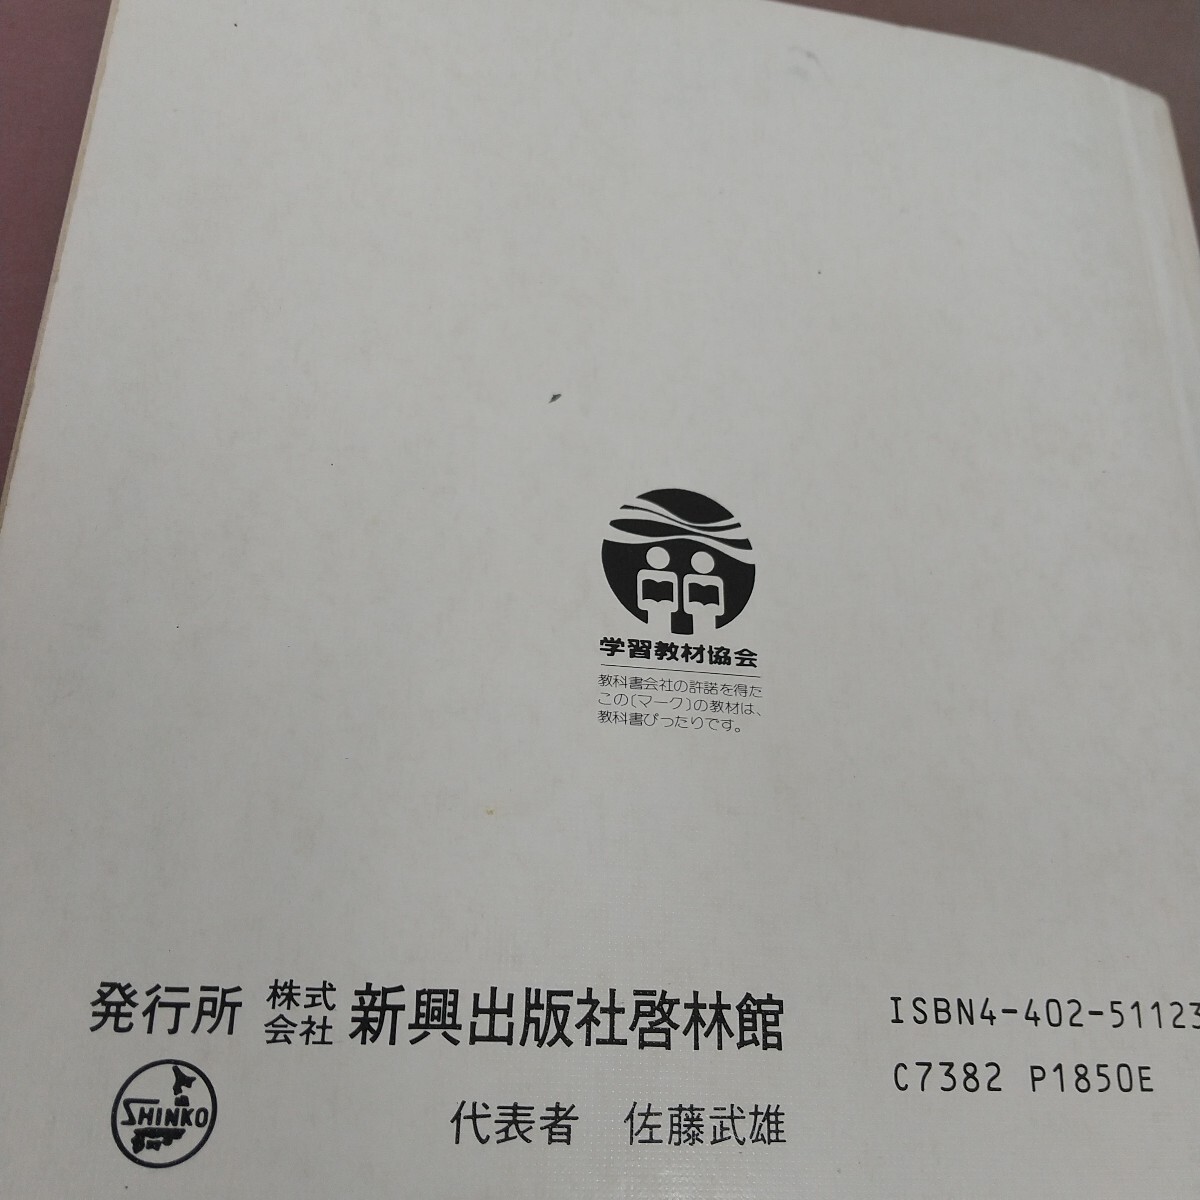 学習教材協会
教科書会社の許諾を得た
この〔マーク〕の教材は、
教科書ぴったりです。
発行所 株式会社 新興出版社啓林館
ISBN4-402-51123
C7382 P1850E
SHINKO
代表者 佐藤武雄